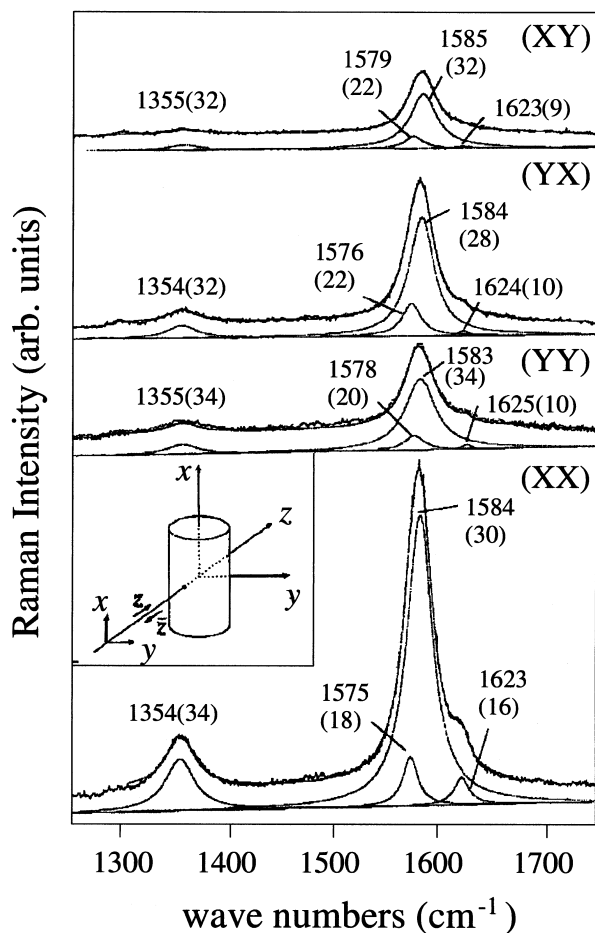 (XY)
1579
(22)
1585
(32)
1355(32)
1623(9)
(YX)
1584
(28)
1576
(22)
1354(32)
1624(10)
(YY)
1578
(20)
1583
(34)
1355(34)
1625(10)
(XX)
x
z
y
z
z̄
x
y
1584
(30)
1575
(18)
1623
(16)
1354(34)
Raman Intensity (arb. units)
1300 1400 1500 1600 1700
wave numbers (cm⁻¹)